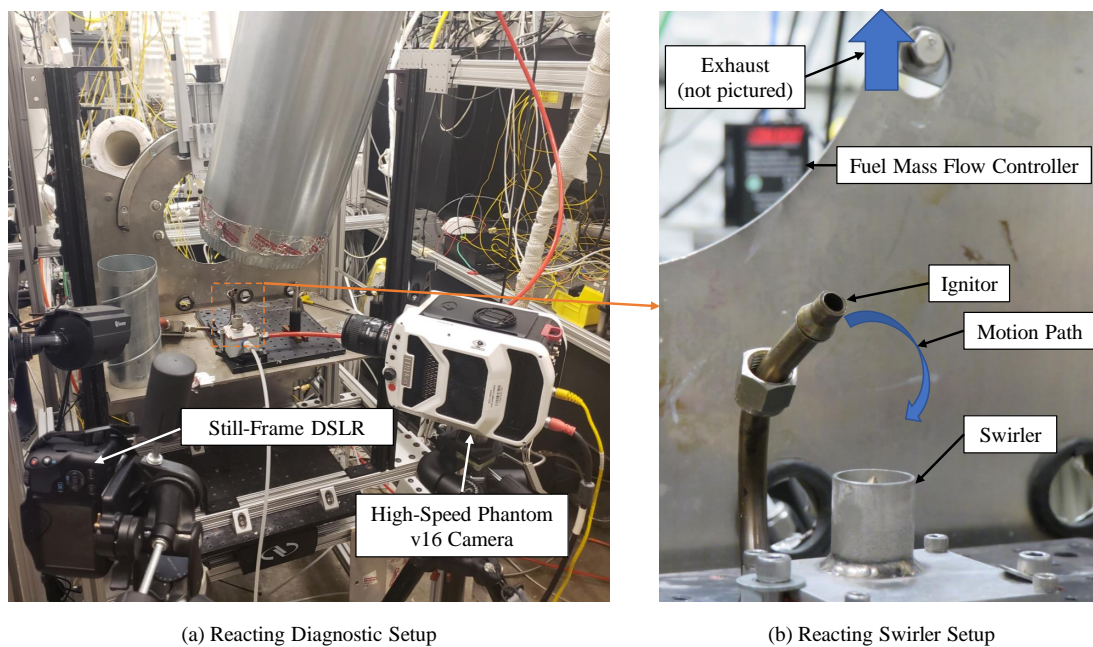 Exhaust
(not pictured)
Fuel Mass Flow Controller
Ignitor
Motion Path
Swirler
Still-Frame DSLR
High-Speed Phantom
v16 Camera
(a) Reacting Diagnostic Setup
(b) Reacting Swirler Setup